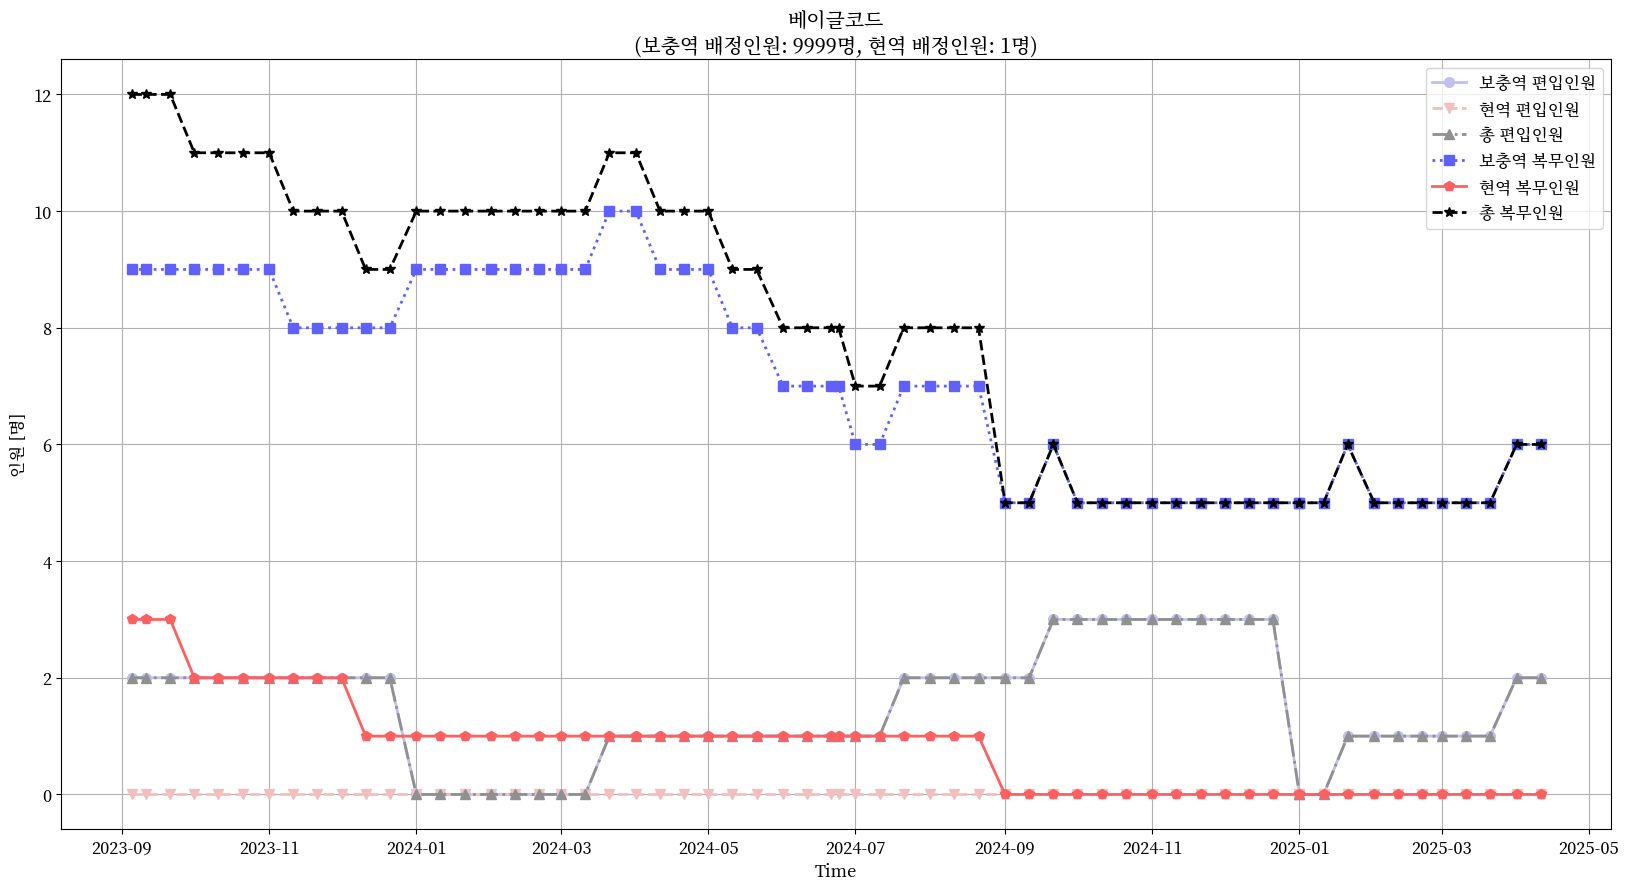 베이글코드
(보충역 배정인원: 9999명, 현역 배정인원: 1명)
보충역 편입인원
현역 편입인원
총 편입인원
보충역 복무인원
현역 복무인원
총 복무인원
인원 [명]
12
10
8
6
4
2
0
2023-09
2023-11
2024-01
2024-03
2024-05
2024-07
2024-09
2024-11
2025-01
2025-03
2025-05
Time